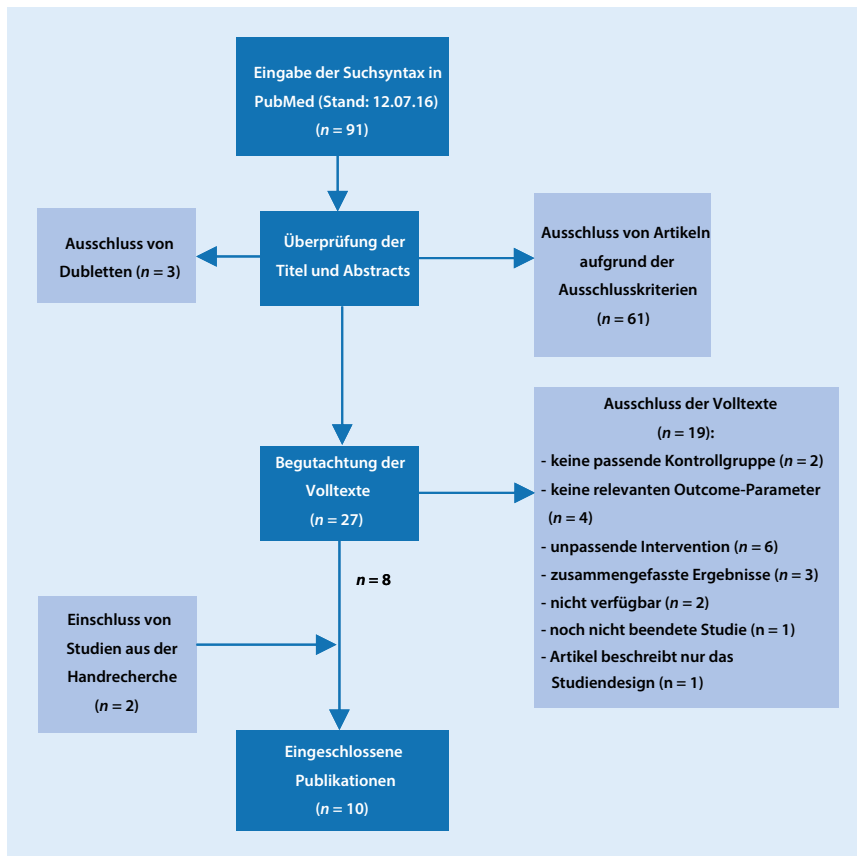 Eingabe der Suchsyntax in
PubMed (Stand: 12.07.16)
(n = 91)
Ausschluss von
Dubletten (n = 3)
Überprüfung der
Titel und Abstracts
Ausschluss von Artikeln
aufgrund der
Ausschlusskriterien
(n = 61)
Begutachtung der
Volltexte
(n = 27)
Ausschluss der Volltexte
(n = 19):
- keine passende Kontrollgruppe (n = 2)
- keine relevanten Outcome-Parameter
(n = 4)
- unpassende Intervention (n = 6)
- zusammengefasste Ergebnisse (n = 3)
- nicht verfügbar (n = 2)
- noch nicht beendete Studie (n = 1)
- Artikel beschreibt nur das
Studiendesign (n = 1)
n = 8
Einschluss von
Studien aus der
Handrecherche
(n = 2)
Eingeschlossene
Publikationen
(n = 10)